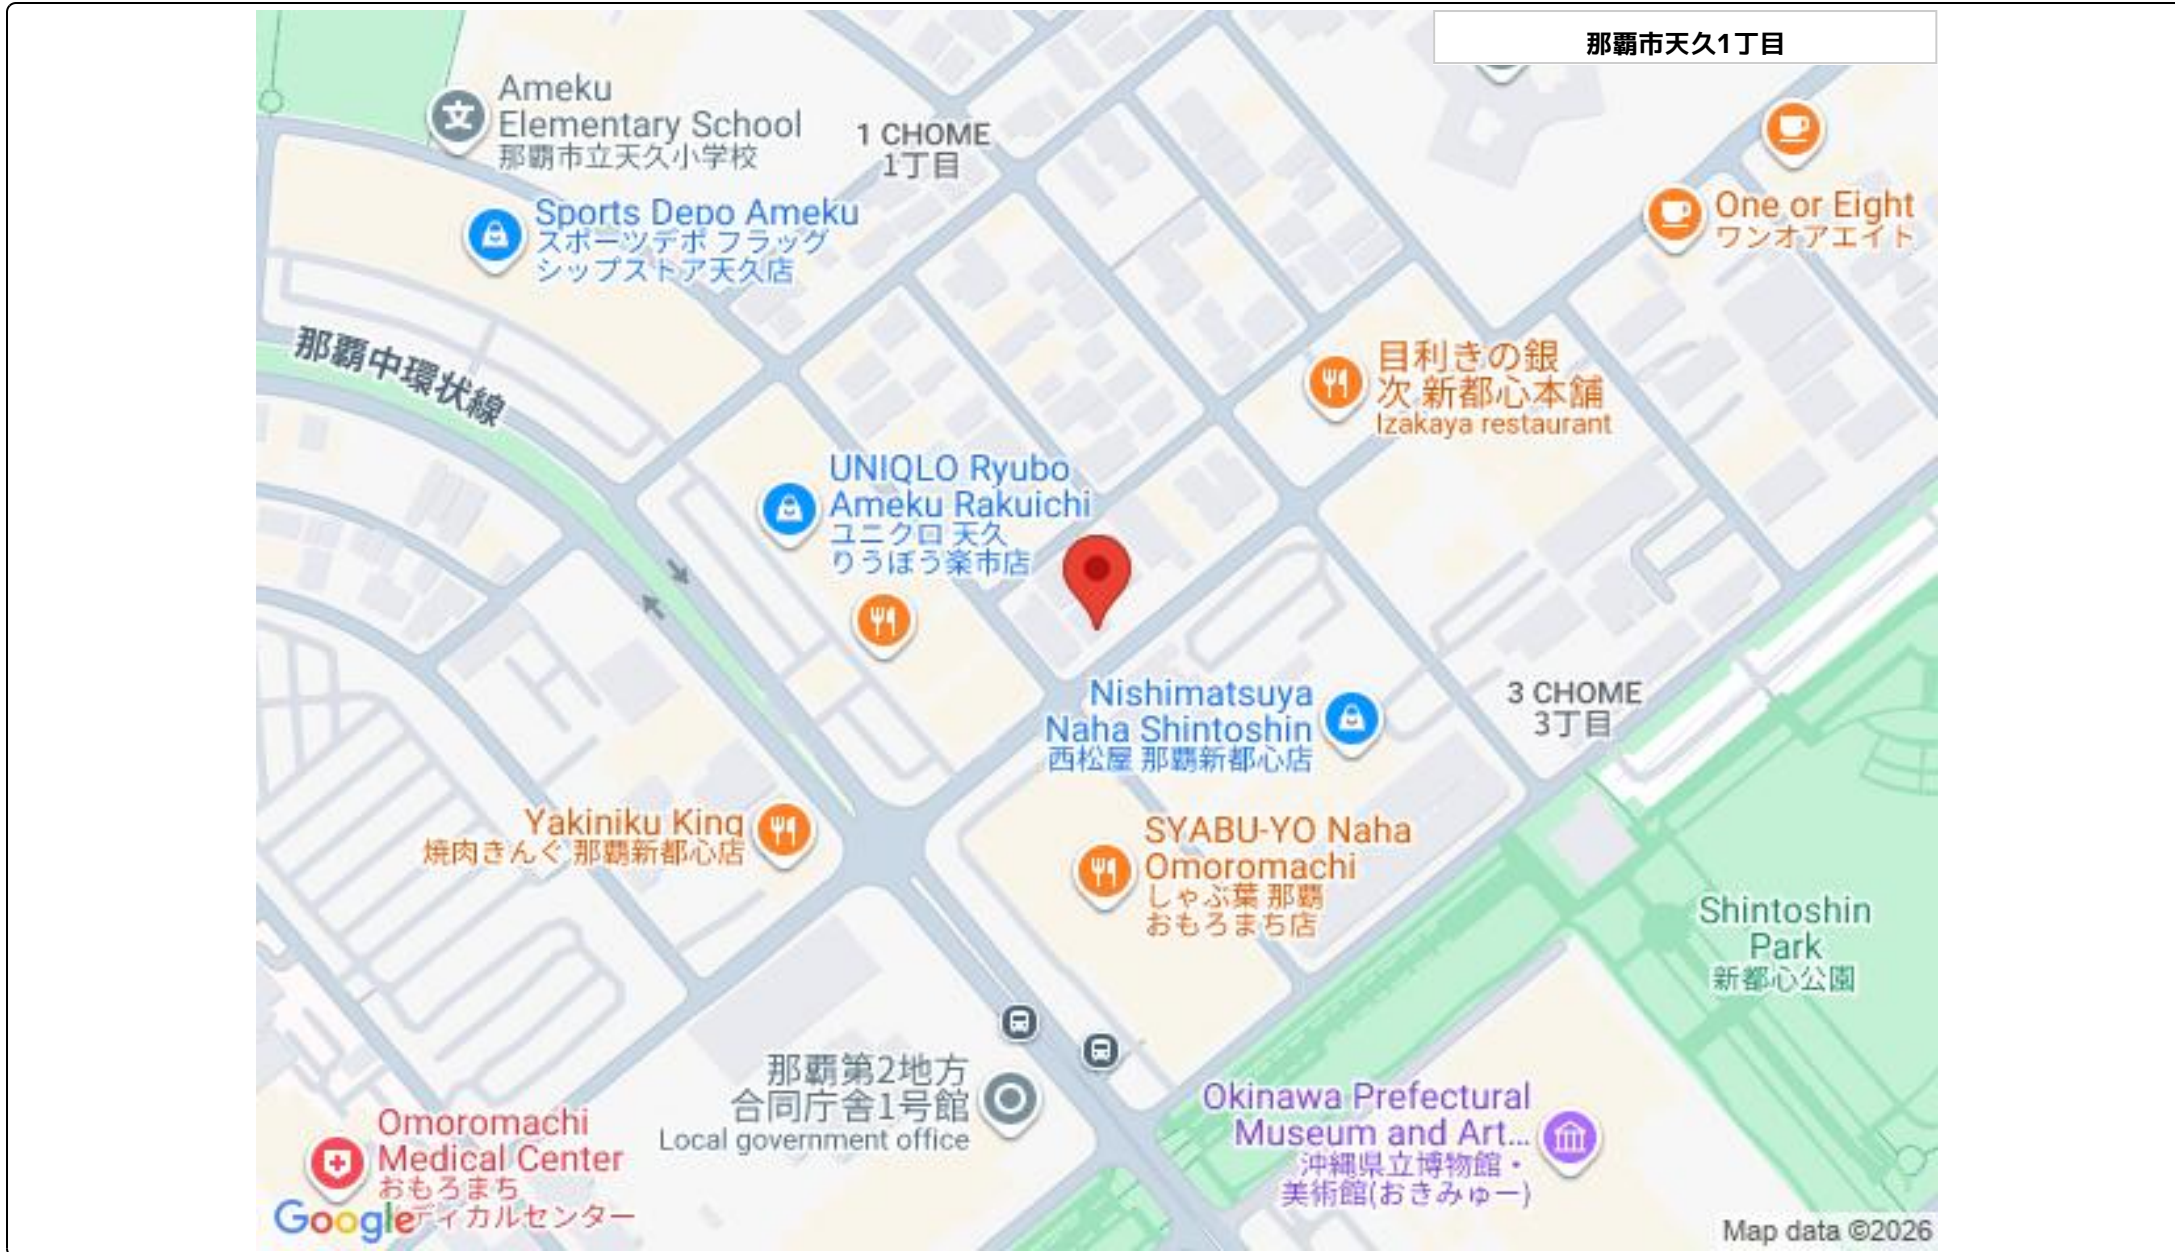 那覇市天久1丁目
Ameku
Elementary School
那覇市立天久小学校
1 CHOME
1丁目
Sports Depo Ameku
スポーツデポ フラッグ
シップストア天久店
One or Eight
ワンオアエイト
那覇中環状線
目利きの銀
次 新都心本舗
Izakaya restaurant
UNIQLO Ryubo
Ameku Rakuichi
ユニクロ 天久
りうぼう楽市店
Nishimatsuya
Naha Shintoshin
西松屋 那覇新都心店
3 CHOME
3丁目
Yakiniku King
焼肉きんぐ 那覇新都心店
SYABU-YO Naha
Omoromachi
しゃぶ葉 那覇
おもろまち店
Shintoshin
Park
新都心公園
那覇第2地方
合同庁舎1号館
Local government office
Okinawa Prefectural
Museum and Art...
沖縄県立博物館・
美術館(おきみゅー)
Omoromachi
Medical Center
おもろまち
ディカルセンター
Google
Map data ©2026